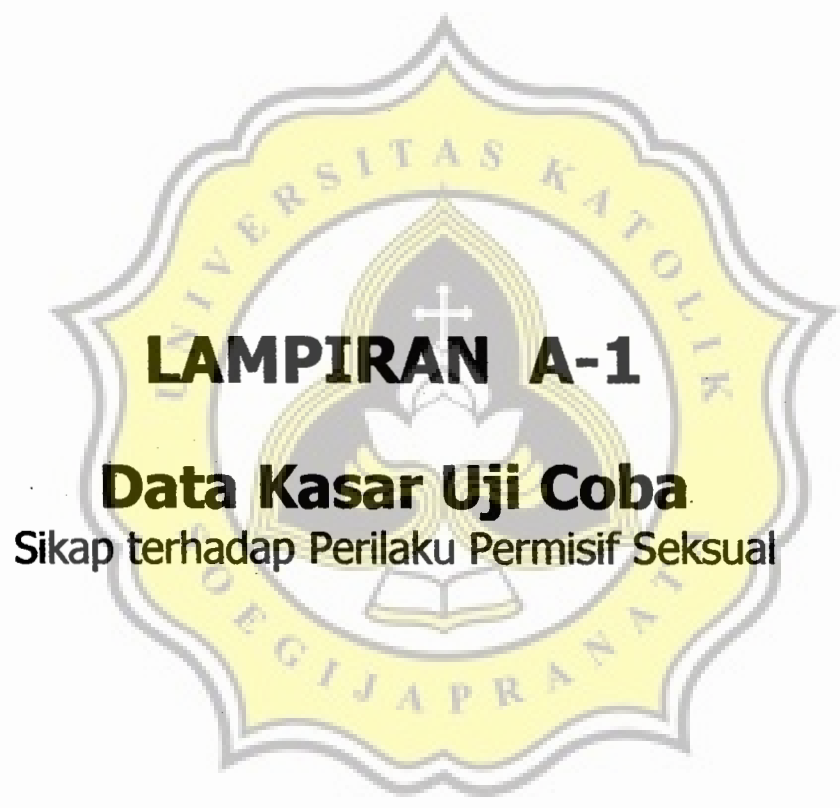 UNIVERSITAS KATOLIK
LAMPIRAN A-1
Data Kasar Uji Coba
Sikap terhadap Perilaku Permisif Seksual
SOEGIJAPRANATA